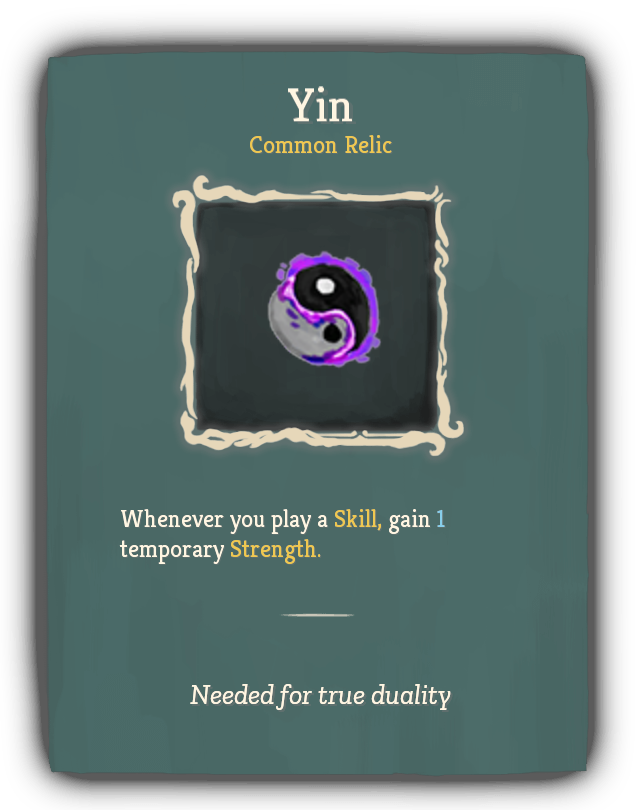 Yin
Common Relic
Whenever you play a Skill, gain 1
temporary Strength.
Needed for true duality